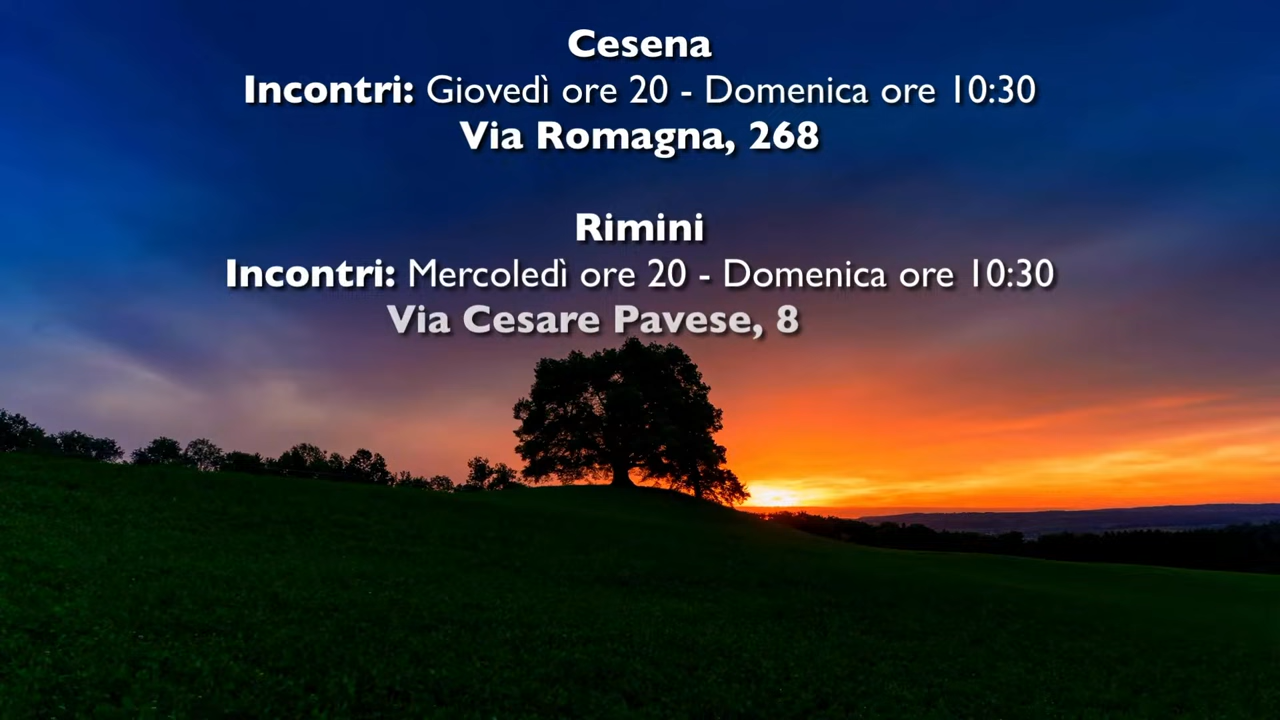 Cesena
Incontri: Giovedì ore 20 - Domenica ore 10:30
Via Romagna, 268
Rimini
Incontri: Mercoledì ore 20 - Domenica ore 10:30
Via Cesare Pavese, 8